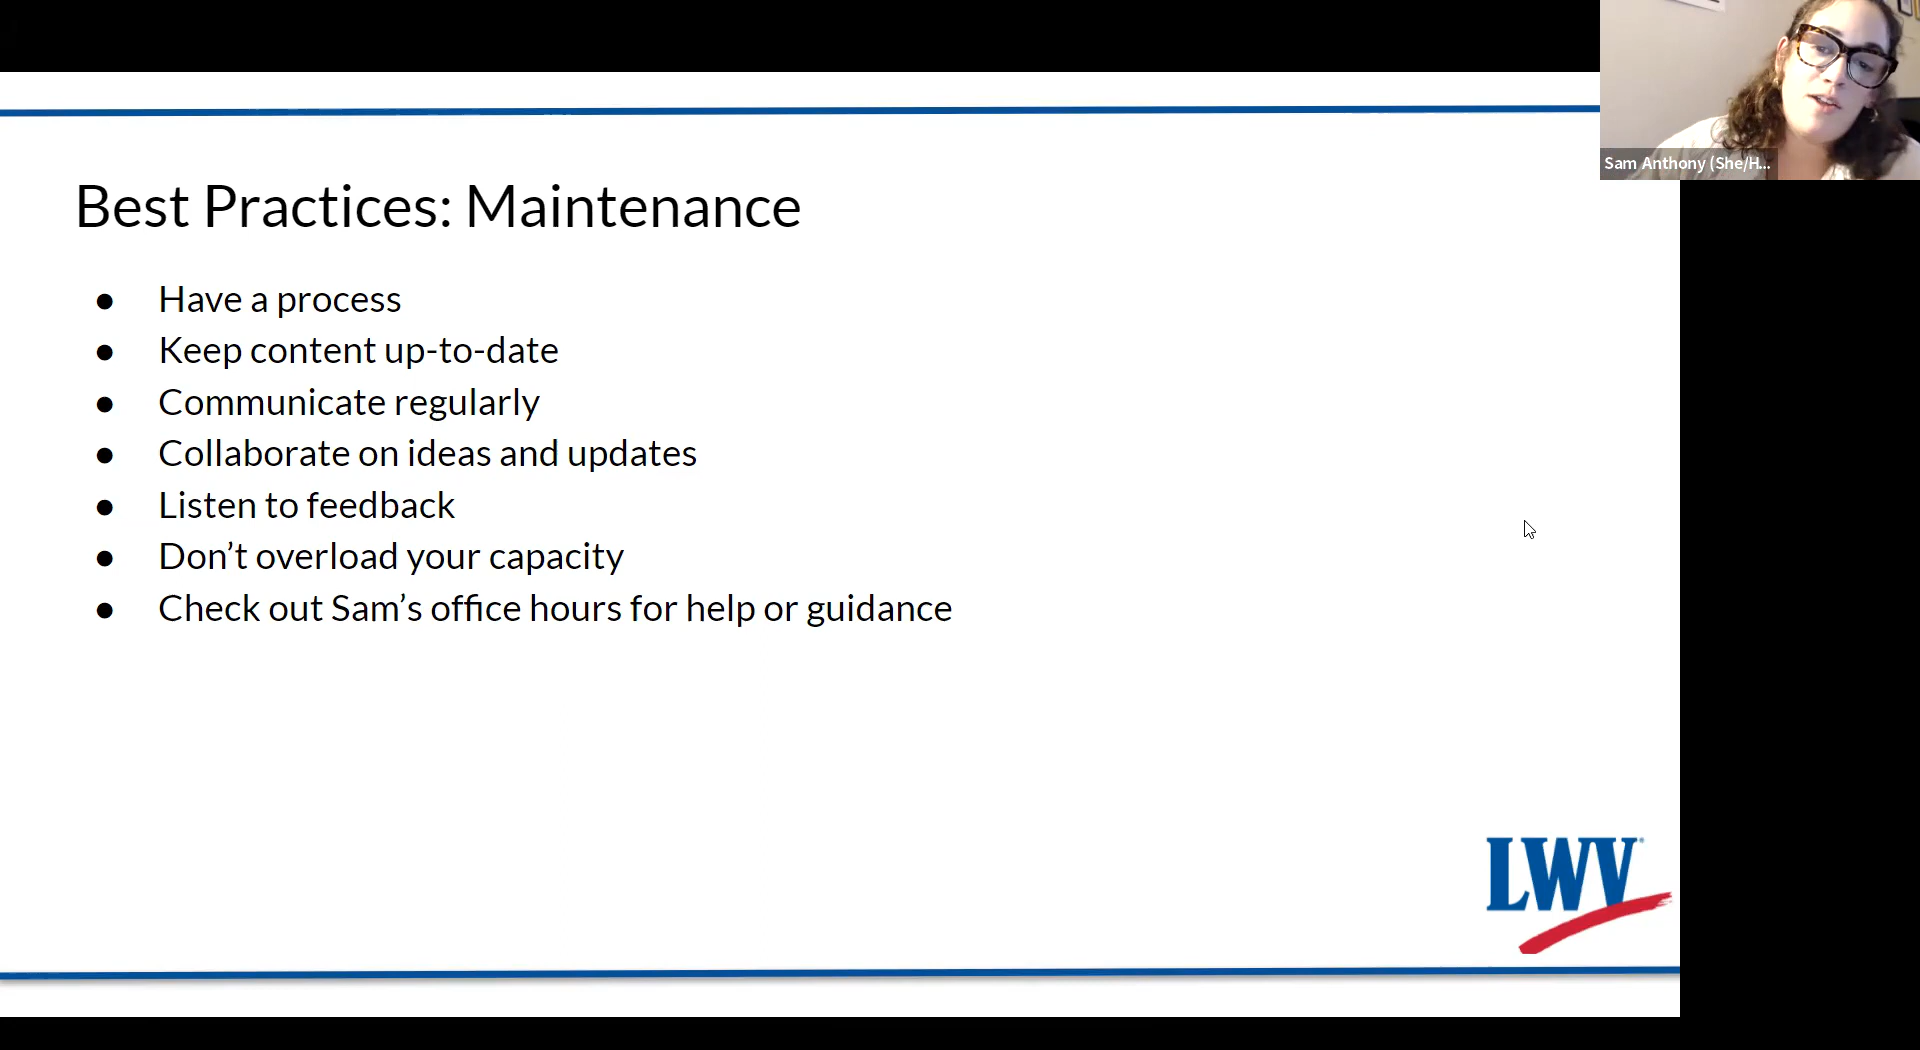 Sam Anthony (She/H...
Best Practices: Maintenance
● Have a process
● Keep content up-to-date
● Communicate regularly
● Collaborate on ideas and updates
● Listen to feedback
● Don’t overload your capacity
● Check out Sam’s office hours for help or guidance
LWV